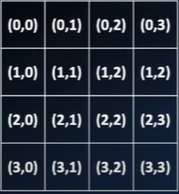 (0,0) (0,1) (0,2) (0,3)
(1,0) (1,1) (1,2) (1,2)
(2,0) (2,1) (2,2) (2,3)
(3,0) (3,1) (3,2) (3,3)